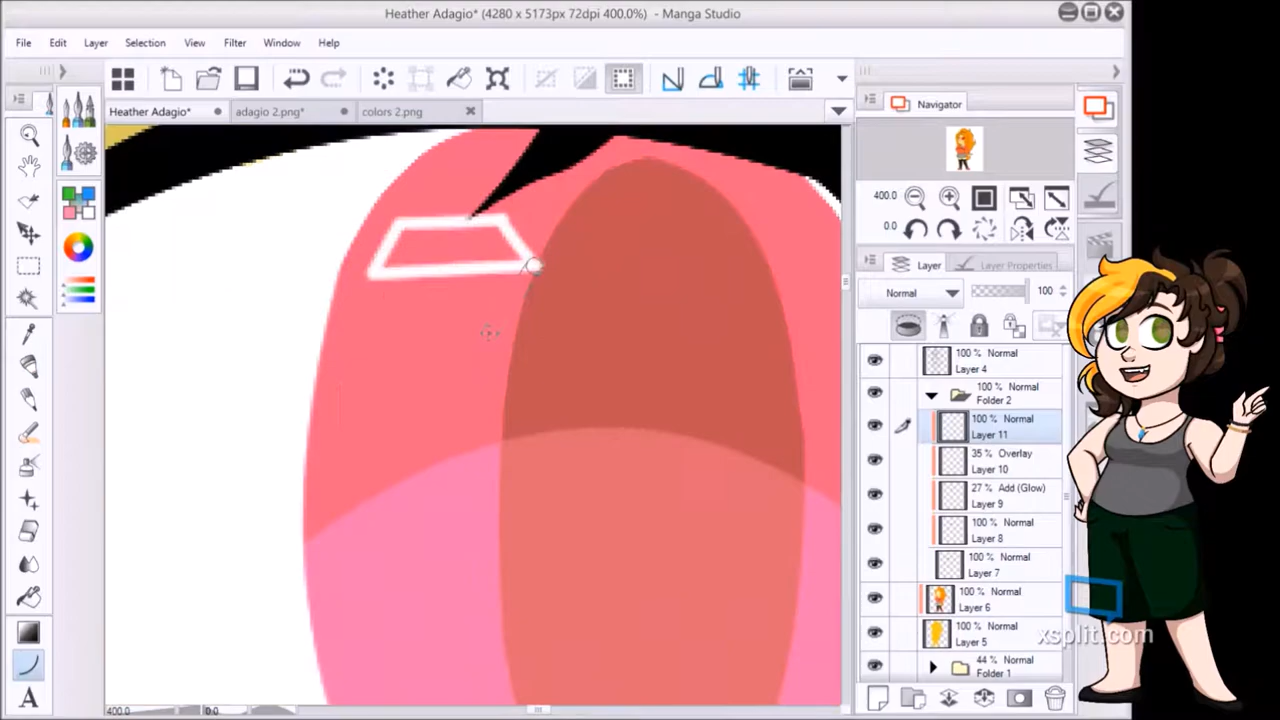 Heather Adagio* (4280 x 5173px 72dpi 400.0%) - Manga Studio
File Edit Layer Selection View Filter Window Help
Heather Adagio* adagio 2.png* colors 2.png
Navigator
400.0
0.0
Layer Layer Properties
Normal 100
100 % Normal
Layer 4
100 % Normal
Folder 2
100 % Normal
Layer 11
35 % Overlay
Layer 10
27 % Add (Glow)
Layer 9
100 % Normal
Layer 8
100 % Normal
Layer 7
100 % Normal
Layer 6
100 % Normal
Layer 5
44 % Normal
Folder 1
xsplit.com
A
400.0 0.0